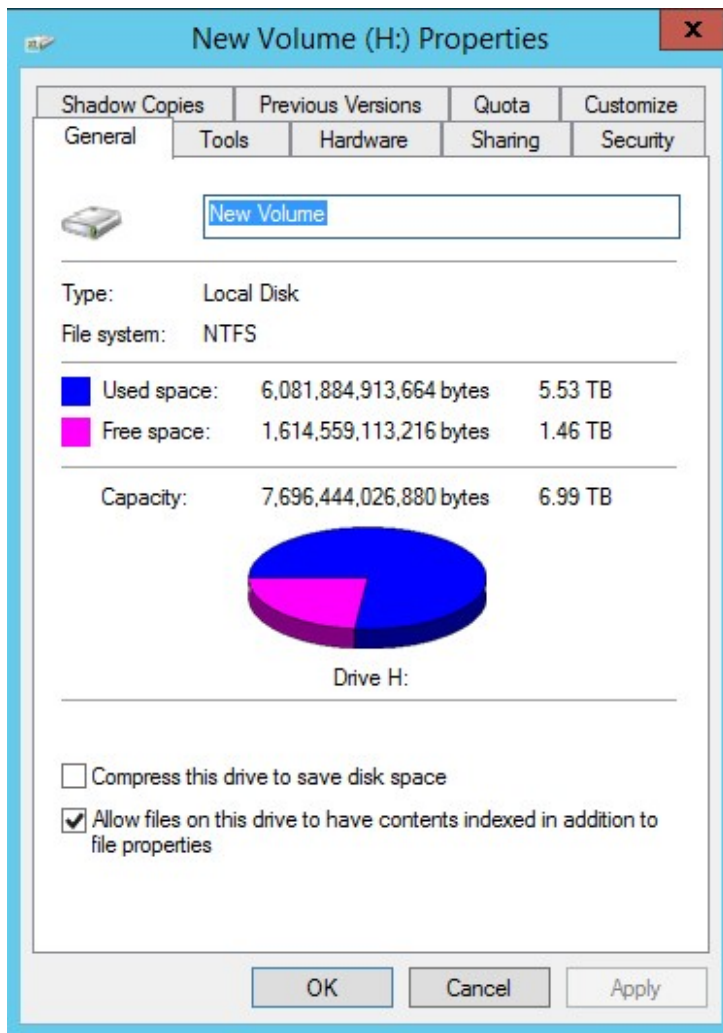 New Volume (H:) Properties
x
Shadow Copies Previous Versions Quota Customize
General Tools Hardware Sharing Security
New Volume
Type: Local Disk
File system: NTFS
Used space: 6,081,884,913,664 bytes 5.53 TB
Free space: 1,614,559,113,216 bytes 1.46 TB
Capacity: 7,696,444,026,880 bytes 6.99 TB
Drive H:
Compress this drive to save disk space
Allow files on this drive to have contents indexed in addition to
file properties
OK Cancel Apply